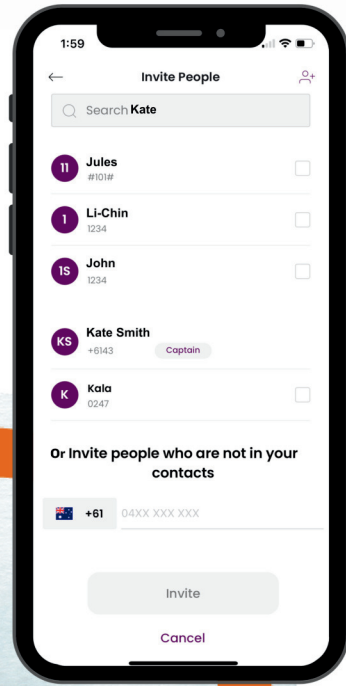 1:59
Invite People
Search Kate
11
Jules
#101#
1
Li-Chin
1234
1S
John
1234
KS
Kate Smith
+6143
Captain
K
Kala
0247
Or Invite people who are not in your
contacts
+61 04XX XXX XXX
Invite
Cancel